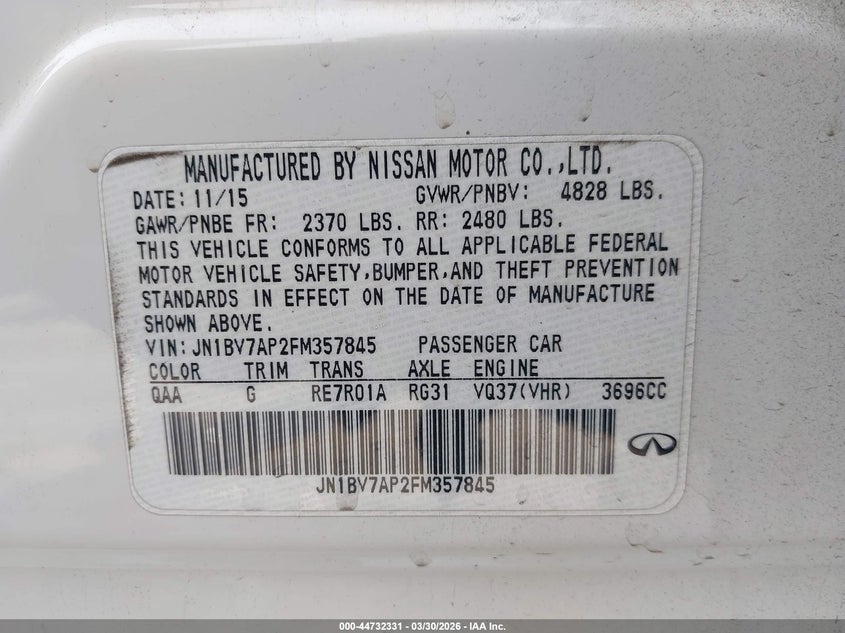 MANUFACTURED BY NISSAN MOTOR CO.,LTD.
DATE: 11/15 GVWR/PNBV: 4828 LBS.
GAWR/PNBE FR: 2370 LBS. RR: 2480 LBS.
THIS VEHICLE CONFORMS TO ALL APPLICABLE FEDERAL
MOTOR VEHICLE SAFETY,BUMPER,AND THEFT PREVENTION
STANDARDS IN EFFECT ON THE DATE OF MANUFACTURE
SHOWN ABOVE.
VIN: JN1BV7AP2FM357845 PASSENGER CAR
COLOR TRIM TRANS AXLE ENGINE
QAA G RE7R01A RG31 VQ37(VHR) 3696CC
JN1BV7AP2FM357845
000-44732331 - 03/30/2026 - IAA Inc.